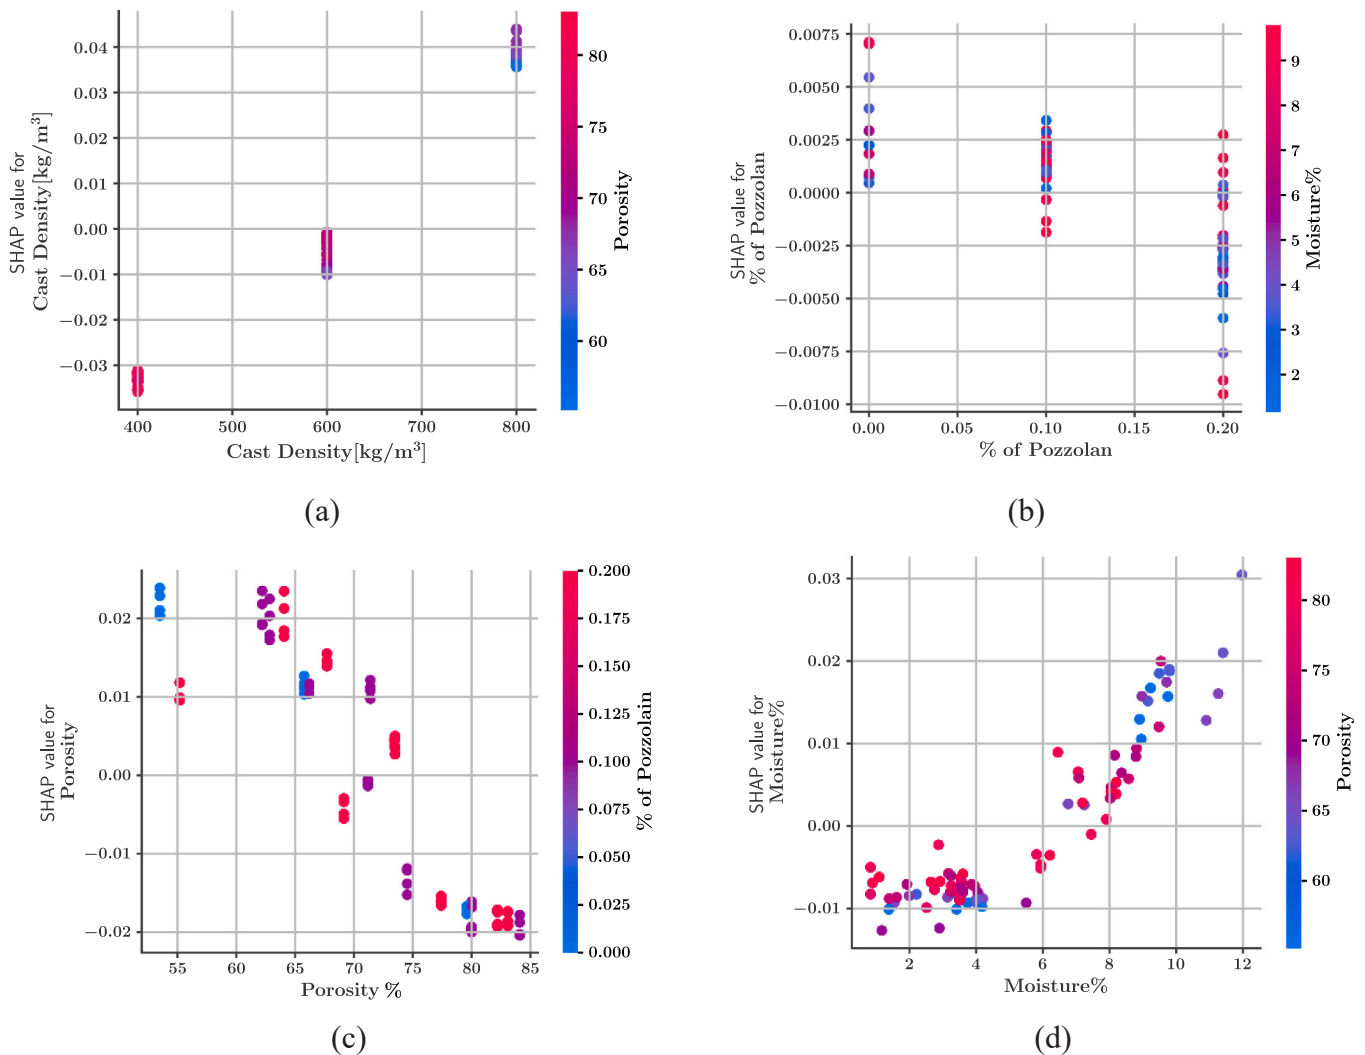 0.04
0.03
0.02
0.01
0.00
−0.01
−0.02
−0.03
SHAP value for
Cast Density[kg/m³]
400 500 600 700 800
Cast Density[kg/m³]
80
75
70
65
60
Porosity
(a)
0.0075
0.0050
0.0025
0.0000
−0.0025
−0.0050
−0.0075
−0.0100
SHAP value for
% of Pozzolan
0.00 0.05 0.10 0.15 0.20
% of Pozzolan
9
8
7
6
5
4
3
2
Moisture%
(b)
0.02
0.01
0.00
−0.01
−0.02
SHAP value for
Porosity
55 60 65 70 75 80 85
Porosity %
0.200
0.175
0.150
0.125
0.100
0.075
0.050
0.025
0.000
% of Pozzolain
(c)
0.03
0.02
0.01
0.00
−0.01
SHAP value for
Moisture%
2 4 6 8 10 12
Moisture%
80
75
70
65
60
Porosity
(d)